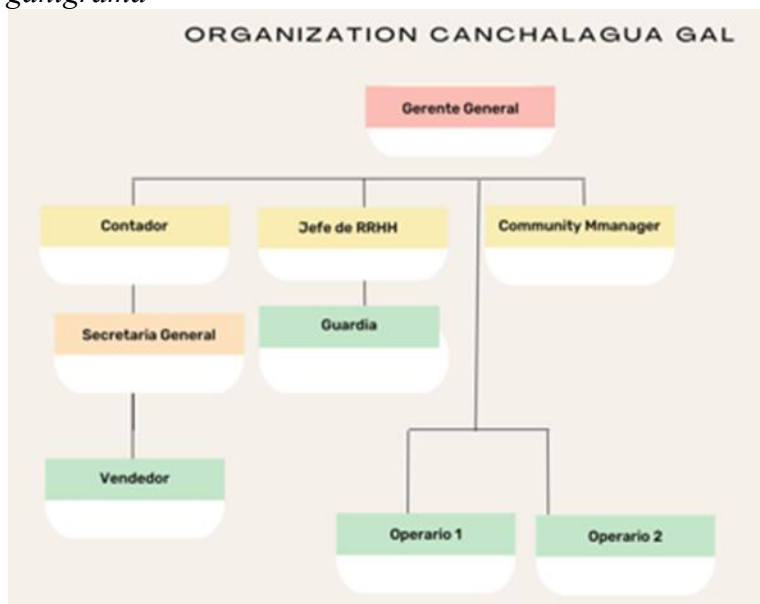 ganigrama
ORGANIZATION CANCHALAGUA GAL
Gerente General
Contador
Jefe de RRHH
Community Mmanager
Secretaria General
Guardia
Vendedor
Operario 1
Operario 2